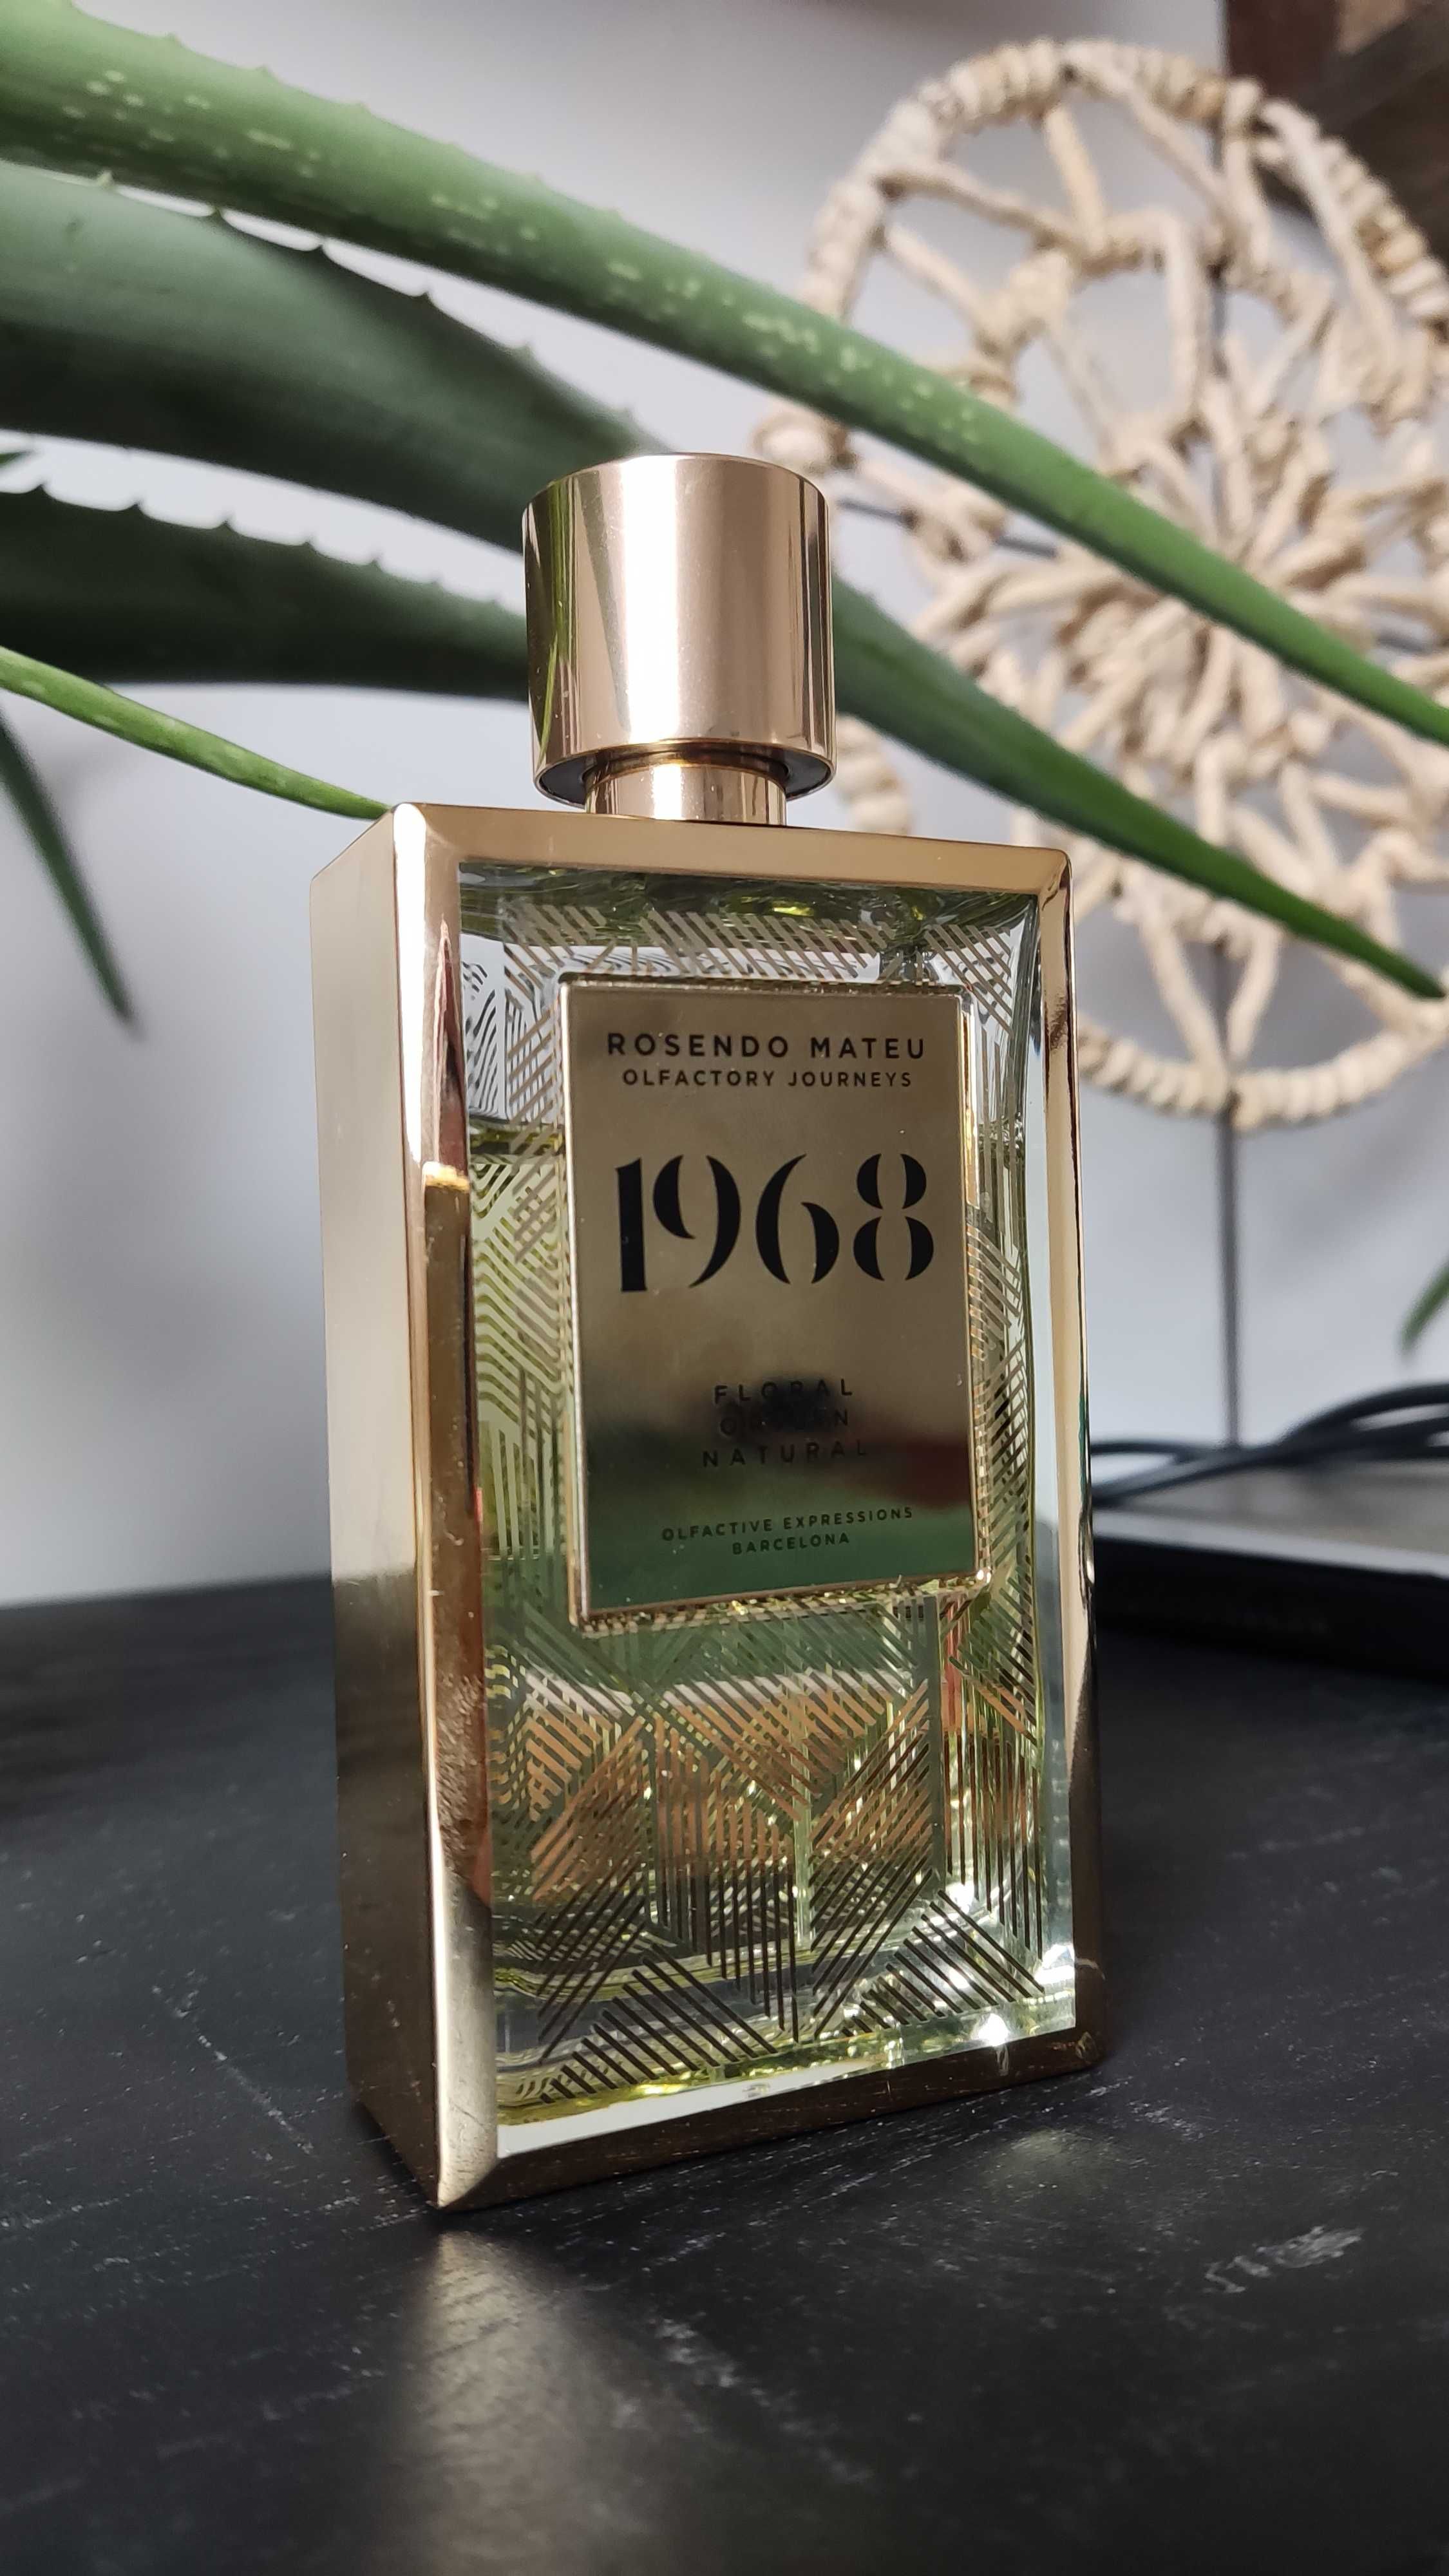 ROSENDO MATEU
OLFACTORY JOURNEYS
1968
FLORAL
NATURAL
OLFACTIVE EXPRESSIONS
BARCELONA